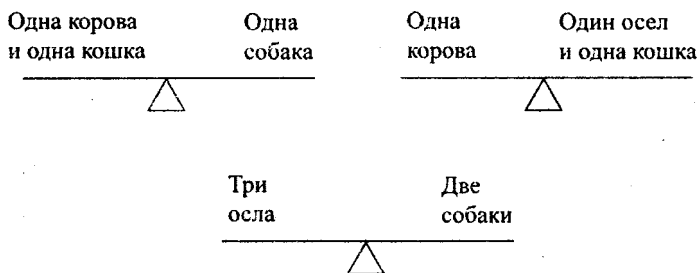 Одна корова
и одна кошка
Одна
собака
Одна
корова
Один осел
и одна кошка
Три
осла
Две
собаки